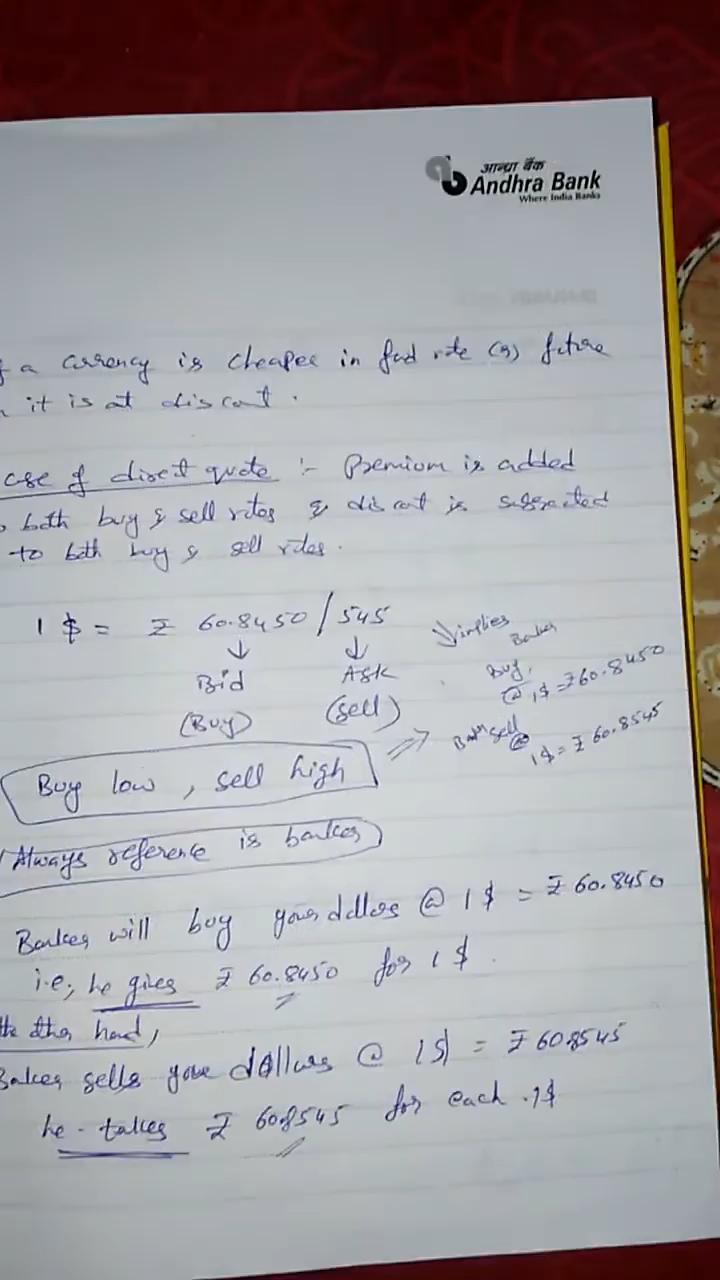 आन्ध्रा बैंक
Andhra Bank
Where India Banks
a currency is cheaper in fwd rate (or) future
it is at discount.
case of direct quote :- Premium is added
both buy & sell rates & discount is
to both buy & sell rates.
1 $ = ₹ 60.8450 / 545
Bid Ask
(Buy) (sell)
implies
Banker
Buy
@ 1$ = ₹60.8450
sell @
1$ = ₹ 60.8545
Buy low, sell high
Always reference is banker
Banker will buy your dollars @ 1 $ = ₹ 60.8450
i.e; he gives ₹ 60.8450 for 1 $.
the other hand,
Banker sells your dollars @ 1$ = ₹ 60.8545
he takes ₹ 60.8545 for each 1$